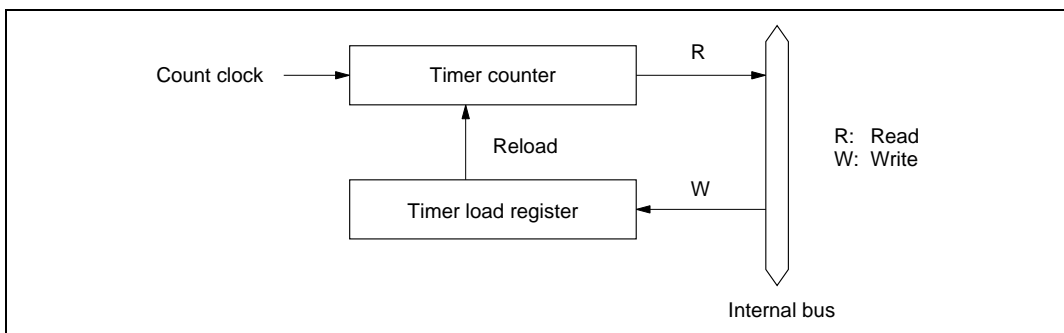 R
Count clock
Timer counter
Reload
R: Read
W: Write
W
Timer load register
Internal bus